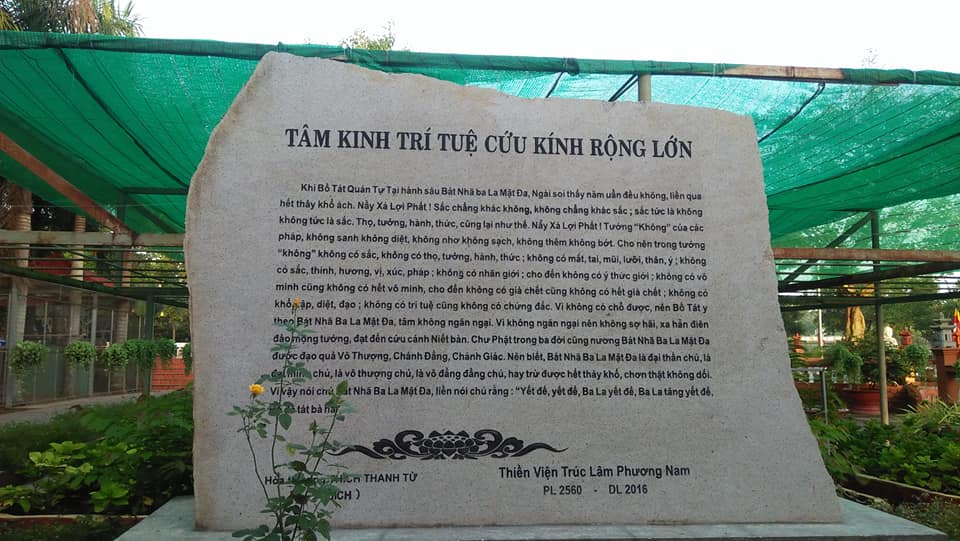 TÂM KINH TRÍ TUỆ CỨU KÍNH RỘNG LỚN
Khi Bồ Tát Quán Tự Tại hành sâu Bát Nhã ba La Mật Đa, Ngài soi thấy năm uẩn đều không, liền qua
hết thảy khổ ách. Nầy Xá Lợi Phất ! Sắc chẳng khác không, không chẳng khác sắc ; sắc tức là không
không tức là sắc. Thọ, tưởng, hành, thức, cũng lại như thế. Nầy Xá Lợi Phất ! Tướng “Không” của các
pháp, không sanh không diệt, không nhơ không sạch, không thêm không bớt. Cho nên trong tướng
“không” không có sắc, không có thọ, tưởng, hành, thức ; không có mắt, tai, mũi, lưỡi, thân, ý ; không
có sắc, thinh, hương, vị, xúc, pháp ; không có nhãn giới ; cho đến không có ý thức giới ; không có vô
minh cũng không có hết vô minh, cho đến không có già chết cũng không có hết già chết ; không có
khổ, tập, diệt, đạo ; không có trí tuệ cũng không có chứng đắc. Vì không có chỗ được, nên Bồ Tát y
theo Bát Nhã Ba La Mật Đa, tâm không ngăn ngại. Vì không ngăn ngại nên không sợ hãi, xa hẳn điên
đảo mộng tưởng, đạt đến cứu cánh Niết bàn. Chư Phật trong ba đời cũng nương Bát Nhã Ba La Mật Đa
được đạo quả Vô Thượng, Chánh Đẳng, Chánh Giác. Nên biết, Bát Nhã Ba La Mật Đa là đại thần chú, là
đại minh chú, là vô thượng chú, là vô đẳng đẳng chú, hay trừ được hết thảy khổ, chơn thật không dối.
Vì vậy nói chú Bát Nhã Ba La Mật Đa, liền nói chú rằng : “Yết đế, yết đế, Ba La yết đế, Ba La tăng yết đế,
tát bà ha
Hòa THÍCH THANH TỪ
DỊCH )
Thiền Viện Trúc Lâm Phương Nam
PL 2560 - DL 2016